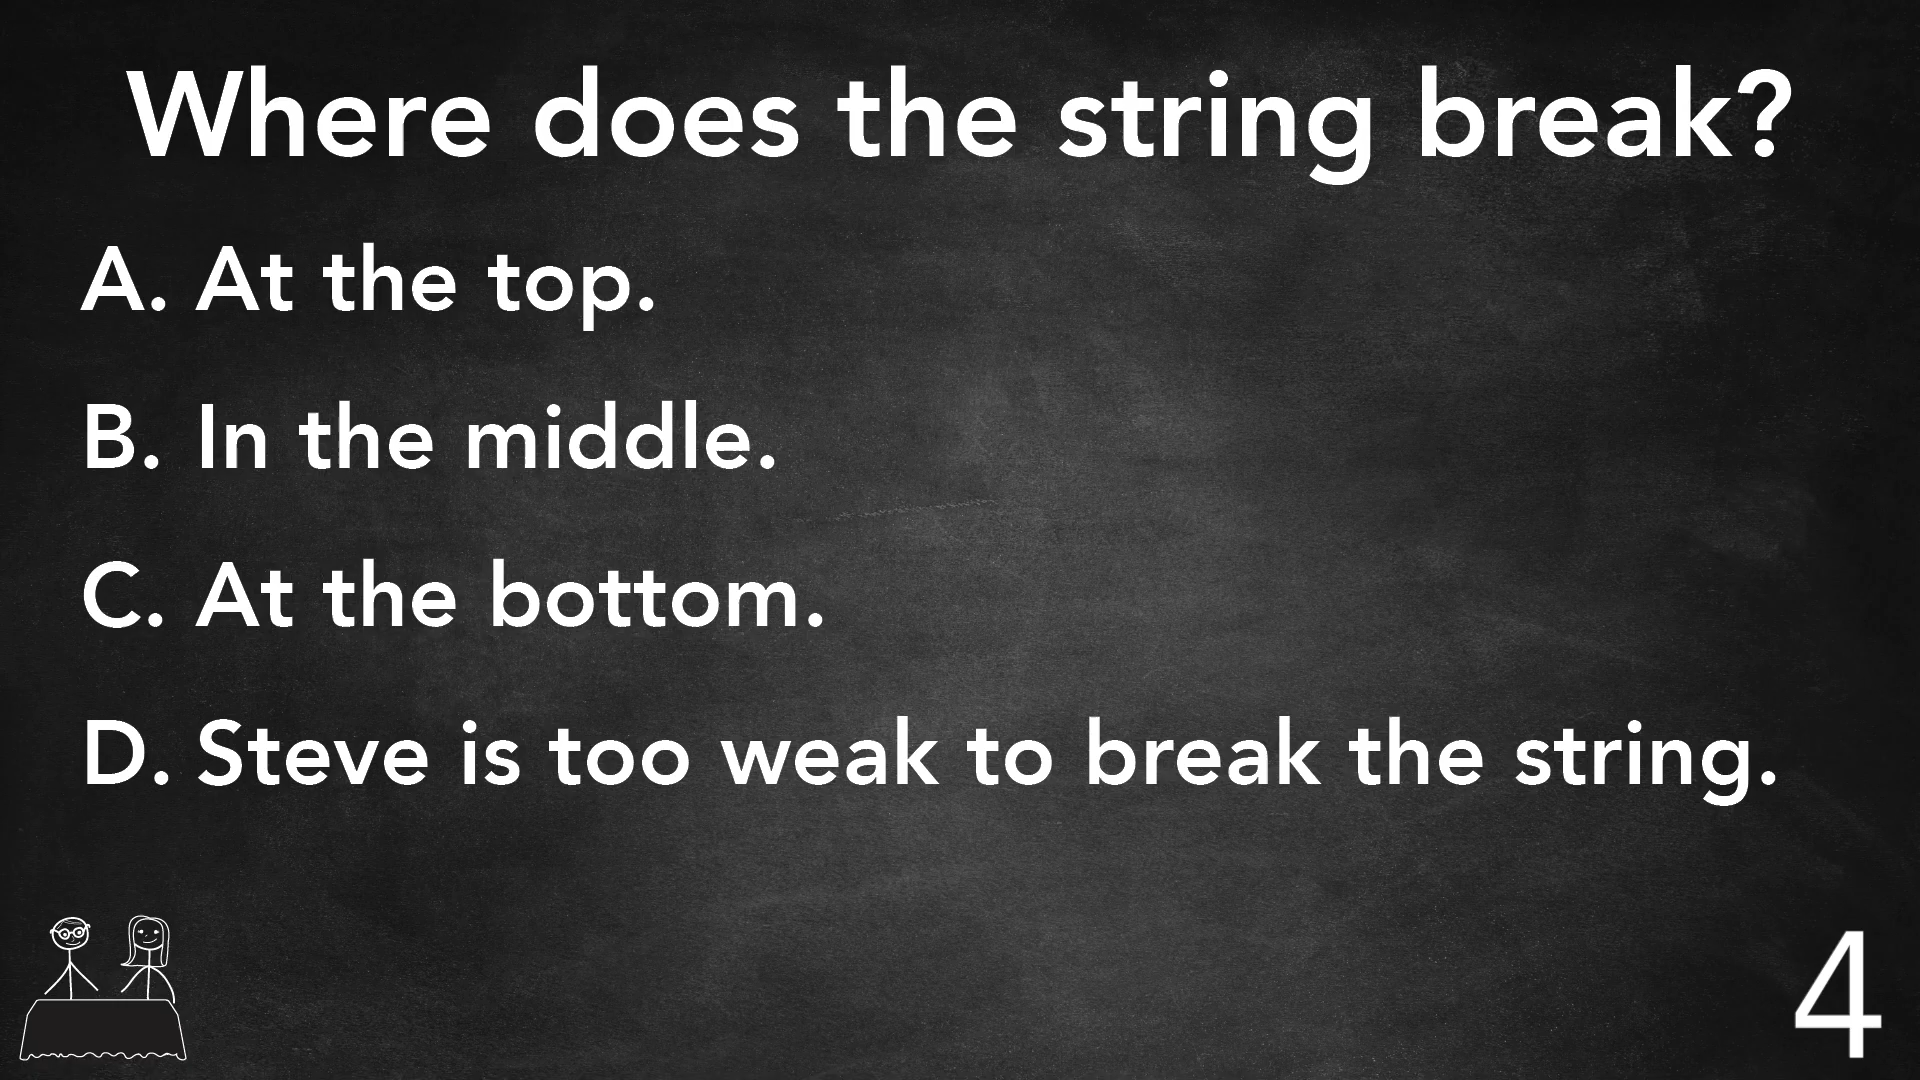 Where does the string break?
A. At the top.
B. In the middle.
C. At the bottom.
D. Steve is too weak to break the string.
4